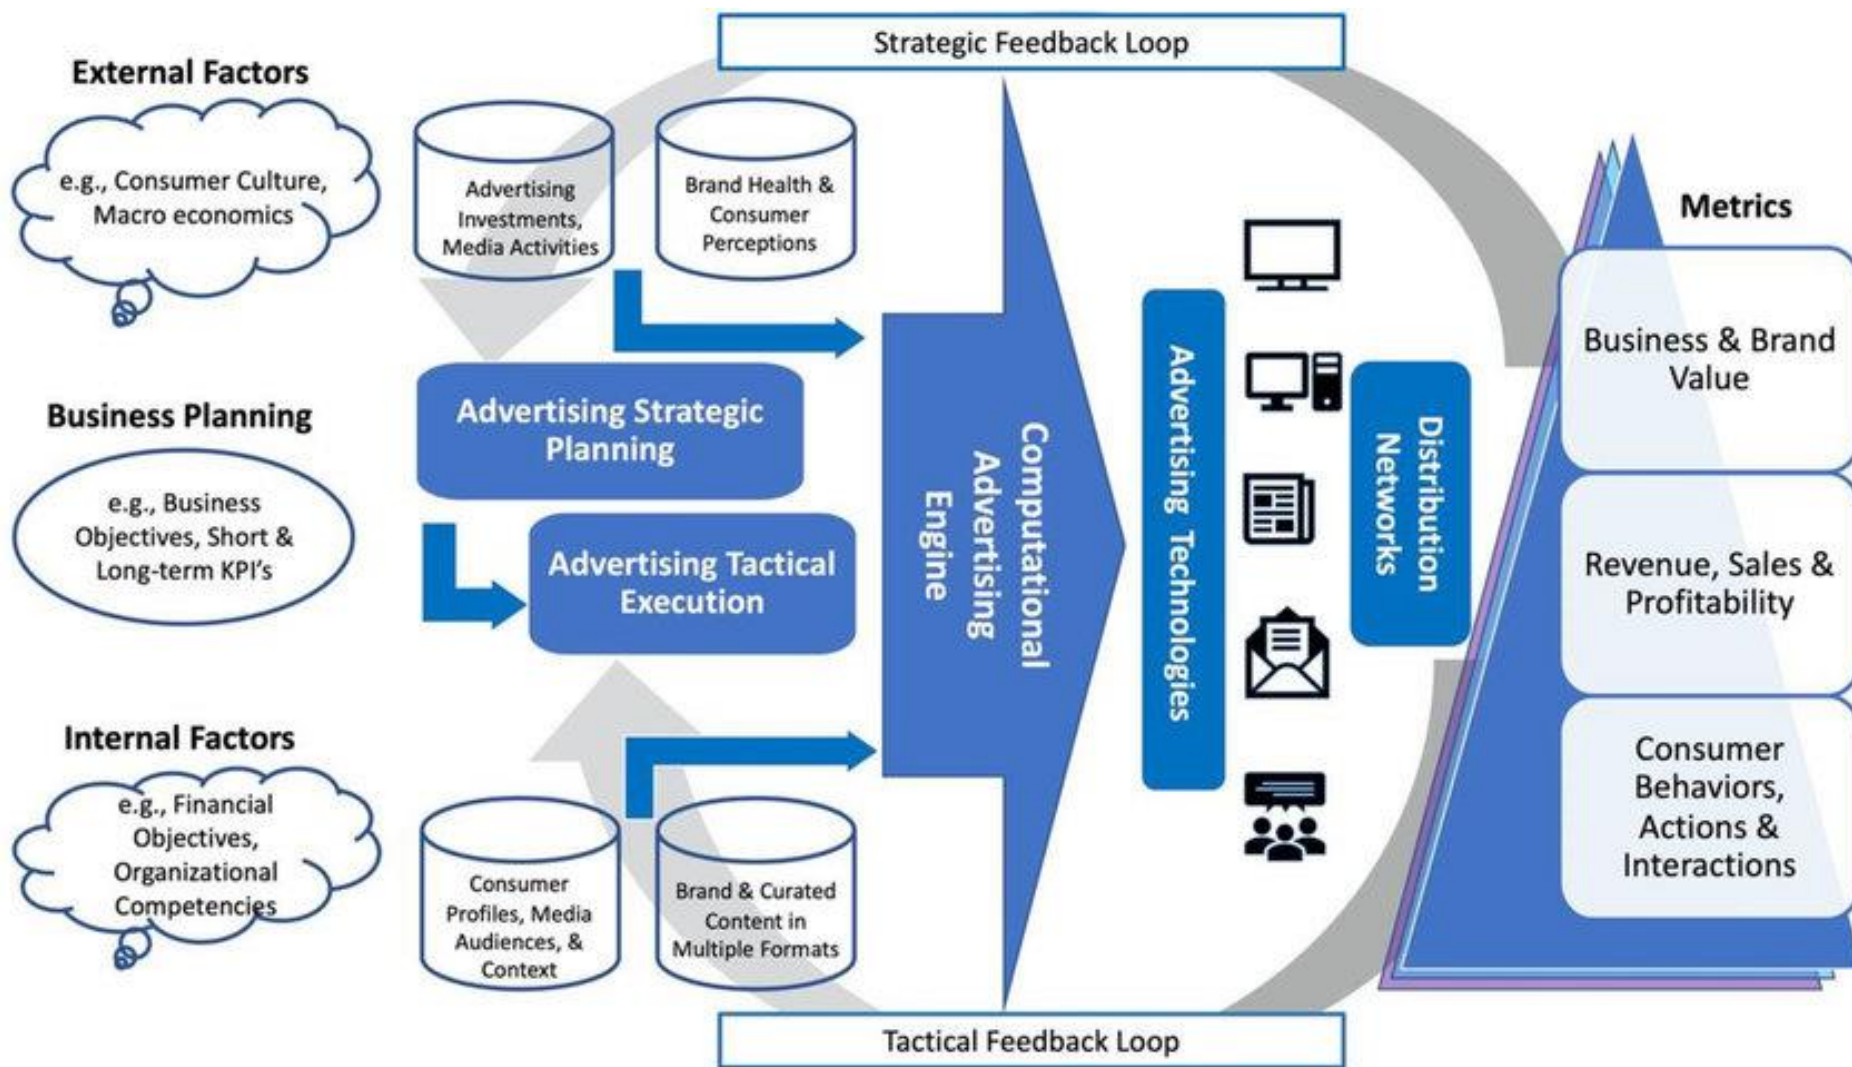 Strategic Feedback Loop
External Factors
e.g., Consumer Culture,
Macro economics
Advertising
Investments,
Media Activities
Brand Health &
Consumer
Perceptions
Business Planning
e.g., Business
Objectives, Short &
Long-term KPI's
Advertising Strategic
Planning
Advertising Tactical
Execution
Internal Factors
e.g., Financial
Objectives,
Organizational
Competencies
Consumer
Profiles, Media
Audiences, &
Context
Brand & Curated
Content in
Multiple Formats
Computational
Advertising
Engine
Advertising Technologies
Distribution
Networks
Metrics
Business & Brand
Value
Revenue, Sales &
Profitability
Consumer
Behaviors,
Actions &
Interactions
Tactical Feedback Loop